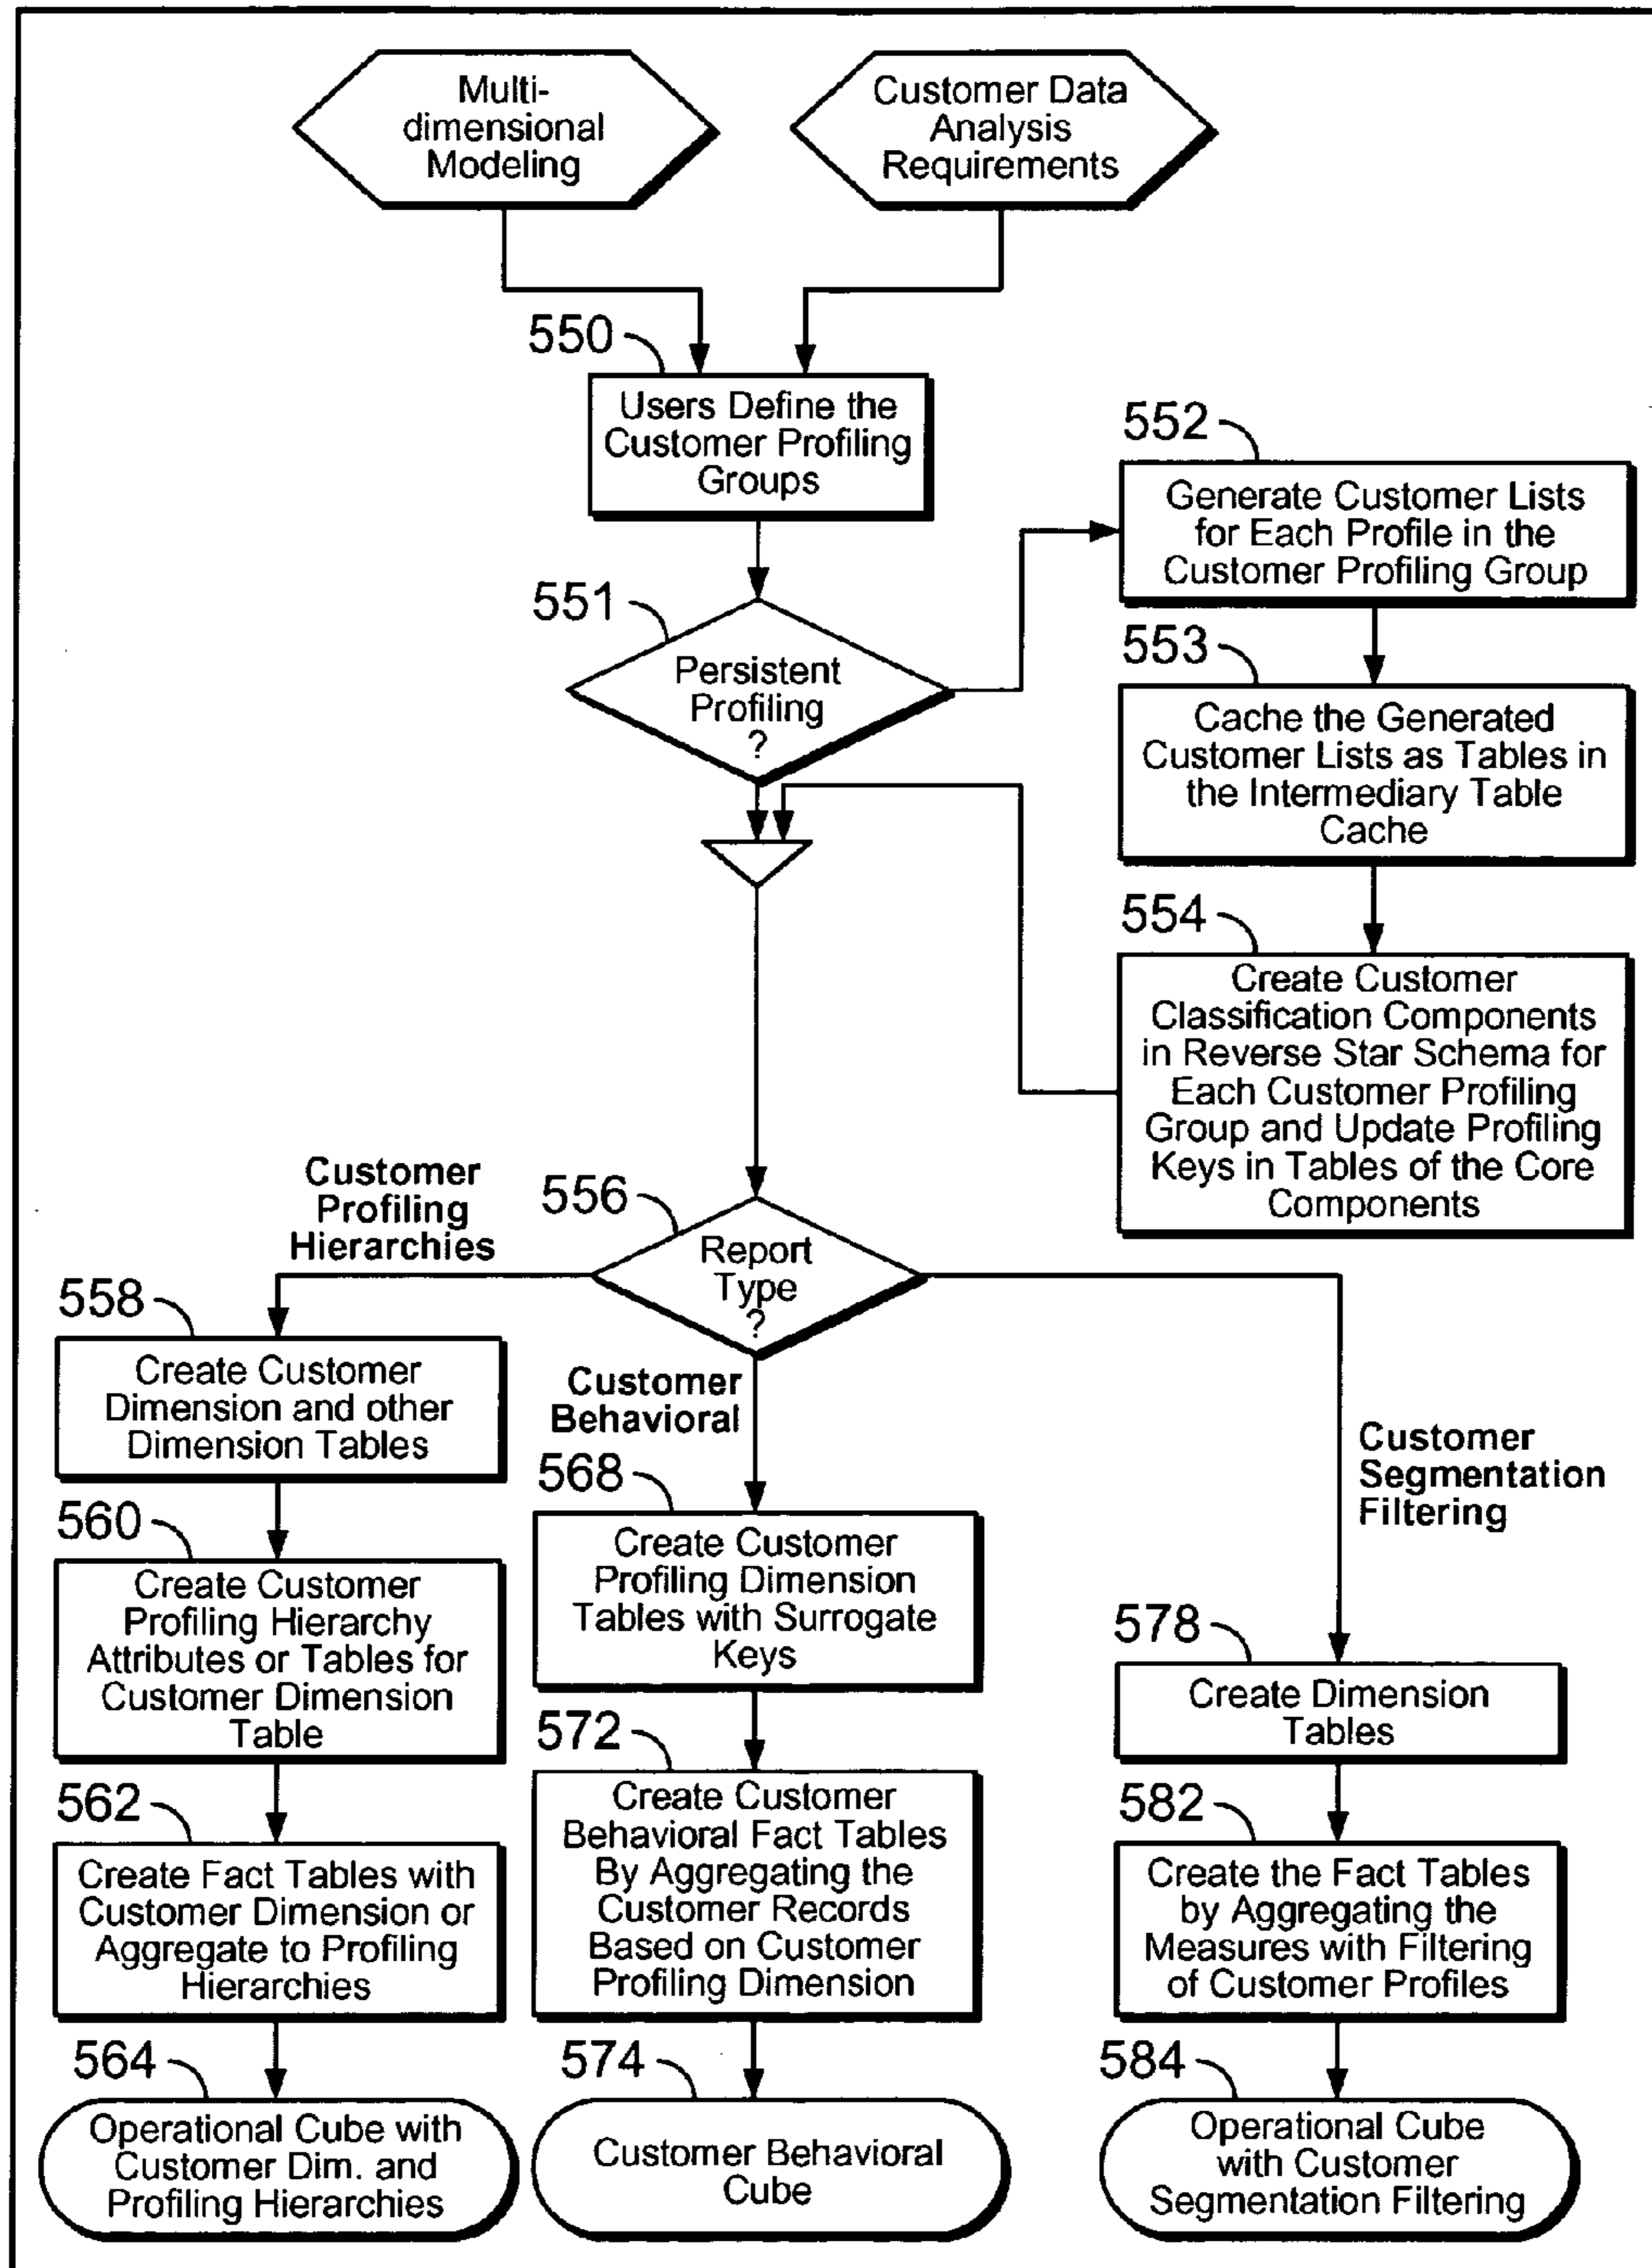 Multi-
dimensional
Modeling
Customer Data
Analysis
Requirements
550
Users Define the
Customer Profiling
Groups
551
Persistent
Profiling
?
552
Generate Customer Lists
for Each Profile in the
Customer Profiling Group
553
Cache the Generated
Customer Lists as Tables in
the Intermediary Table
Cache
554
Create Customer
Classification Components
in Reverse Star Schema for
Each Customer Profiling
Group and Update Profiling
Keys in Tables of the Core
Components
556
Report
Type
?
Customer
Profiling
Hierarchies
558
Create Customer
Dimension and other
Dimension Tables
560
Create Customer
Profiling Hierarchy
Attributes or Tables for
Customer Dimension
Table
562
Create Fact Tables with
Customer Dimension or
Aggregate to Profiling
Hierarchies
564
Operational Cube with
Customer Dim. and
Profiling Hierarchies
Customer
Behavioral
568
Create Customer
Profiling Dimension
Tables with Surrogate
Keys
572
Create Customer
Behavioral Fact Tables
By Aggregating the
Customer Records
Based on Customer
Profiling Dimension
574
Customer Behavioral
Cube
Customer
Segmentation
Filtering
578
Create Dimension
Tables
582
Create the Fact Tables
by Aggregating the
Measures with Filtering
of Customer Profiles
584
Operational Cube
with Customer
Segmentation Filtering